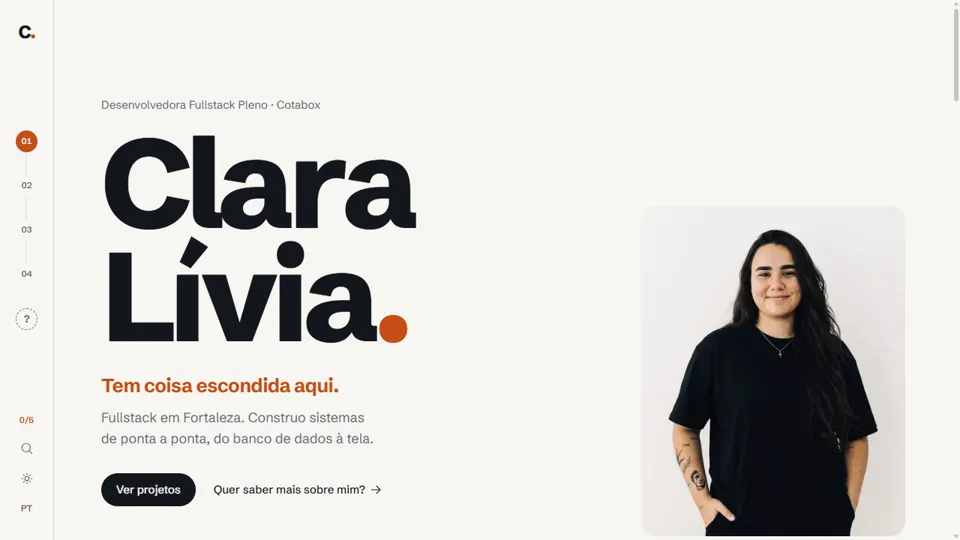 C.
01
02
03
04
?
0/5
PT
Desenvolvedora Fullstack Pleno · Cotabox
Clara
Lívia.
Tem coisa escondida aqui.
Fullstack em Fortaleza. Construo sistemas
de ponta a ponta, do banco de dados à tela.
Ver projetos
Quer saber mais sobre mim? →